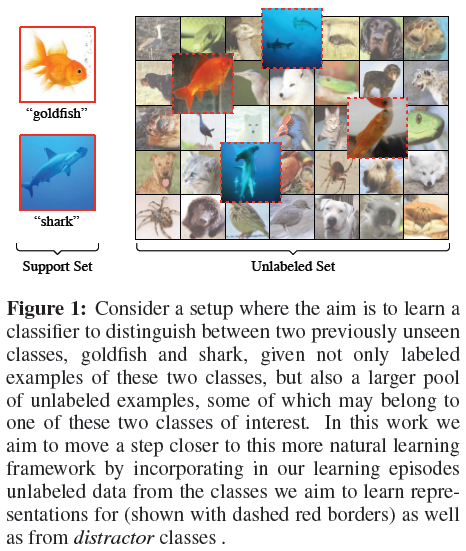 "goldfish"
"shark"
Support Set
Unlabeled Set
Figure 1: Consider a setup where the aim is to learn a
classifier to distinguish between two previously unseen
classes, goldfish and shark, given not only labeled
examples of these two classes, but also a larger pool
of unlabeled examples, some of which may belong to
one of these two classes of interest. In this work we
aim to move a step closer to this more natural learning
framework by incorporating in our learning episodes
unlabeled data from the classes we aim to learn repre-
sentations for (shown with dashed red borders) as well
as from distractor classes .